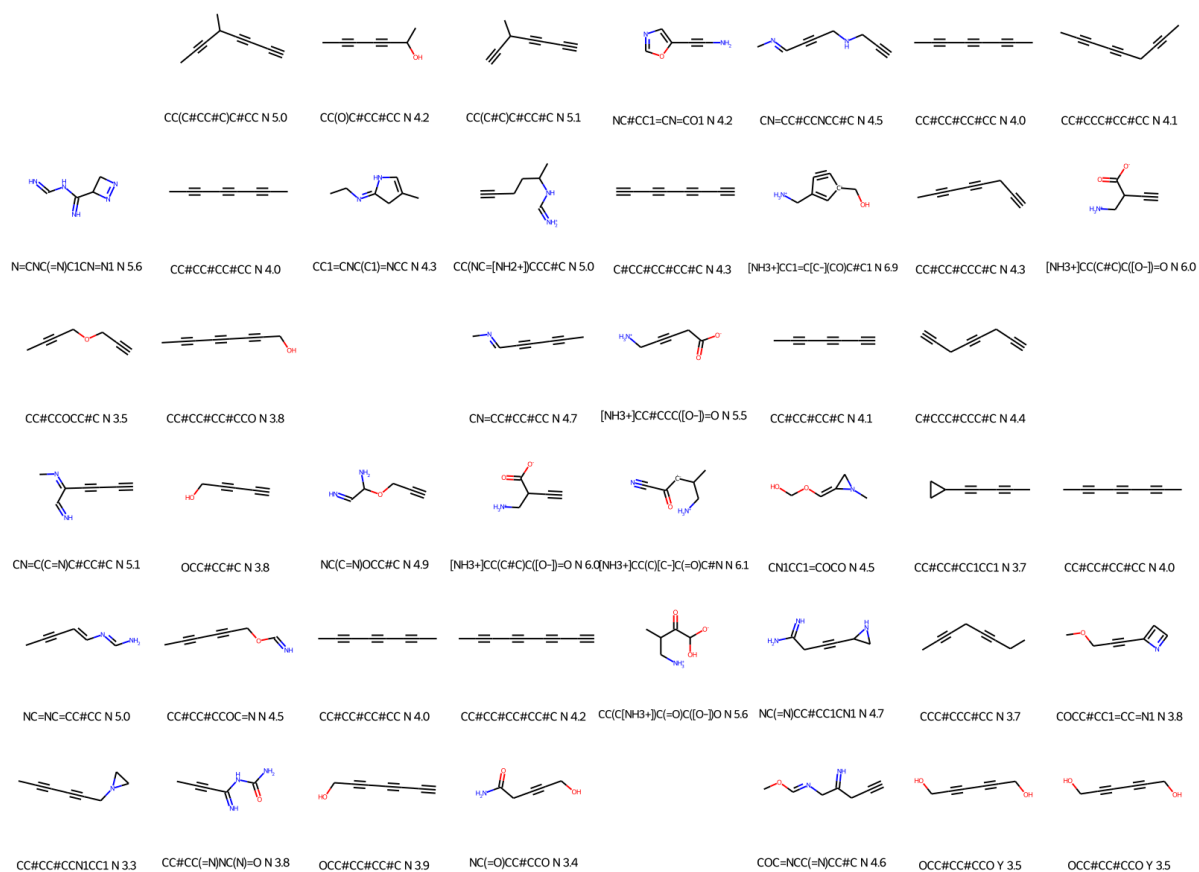 CC(C#CC#C)C#CC N 5.0
CC(O)C#CC#CC N 4.2
CC(C#C)C#CC#C N 5.1
NC#CC1=CN=CO1 N 4.2
CN=CC#CCNCC#C N 4.5
CC#CC#CC#CC N 4.0
CC#CCC#CC#CC N 4.1
N=CNC(=N)C1CN=N1 N 5.6
CC#CC#CC#CC N 4.0
CC1=CNC(C1)=NCC N 4.3
CC(NC=[NH2+])CCC#C N 5.0
C#CC#CC#CC#C N 4.3
[NH3+]CC1=C[C-](CO)C#C1 N 6.9
CC#CC#CCC#C N 4.3
[NH3+]CC(C#C)C([O-])=O N 6.0
CC#CCOCC#C N 3.5
CC#CC#CC#CCO N 3.8
CN=CC#CC#CC N 4.7
[NH3+]CC#CCC([O-])=O N 5.5
CC#CC#CC#C N 4.1
C#CCC#CCC#C N 4.4
CN=C(C=N)C#CC#C N 5.1
OCC#CC#C N 3.8
NC(C=N)OCC#C N 4.9
[NH3+]CC(C#C)C([O-])=O N 6.0
[NH3+]CC(C)[C-]C(=O)C#N N 6.1
CN1CC1=COCO N 4.5
CC#CC#CC1CC1 N 3.7
CC#CC#CC#CC N 4.0
NC=NC=CC#CC N 5.0
CC#CC#CCOC=N N 4.5
CC#CC#CC#CC N 4.0
CC#CC#CC#CC#C N 4.2
CC(C[NH3+])C(=O)C([O-])O N 5.6
NC(=N)CC#CC1CN1 N 4.7
CCC#CCC#CC N 3.7
COCC#CC1=CC=N1 N 3.8
CC#CC#CCN1CC1 N 3.3
CC#CC(=N)NC(N)=O N 3.8
OCC#CC#CC#C N 3.9
NC(=O)CC#CCO N 3.4
COC=NCC(=N)CC#C N 4.6
OCC#CC#CCO Y 3.5
OCC#CC#CCO Y 3.5